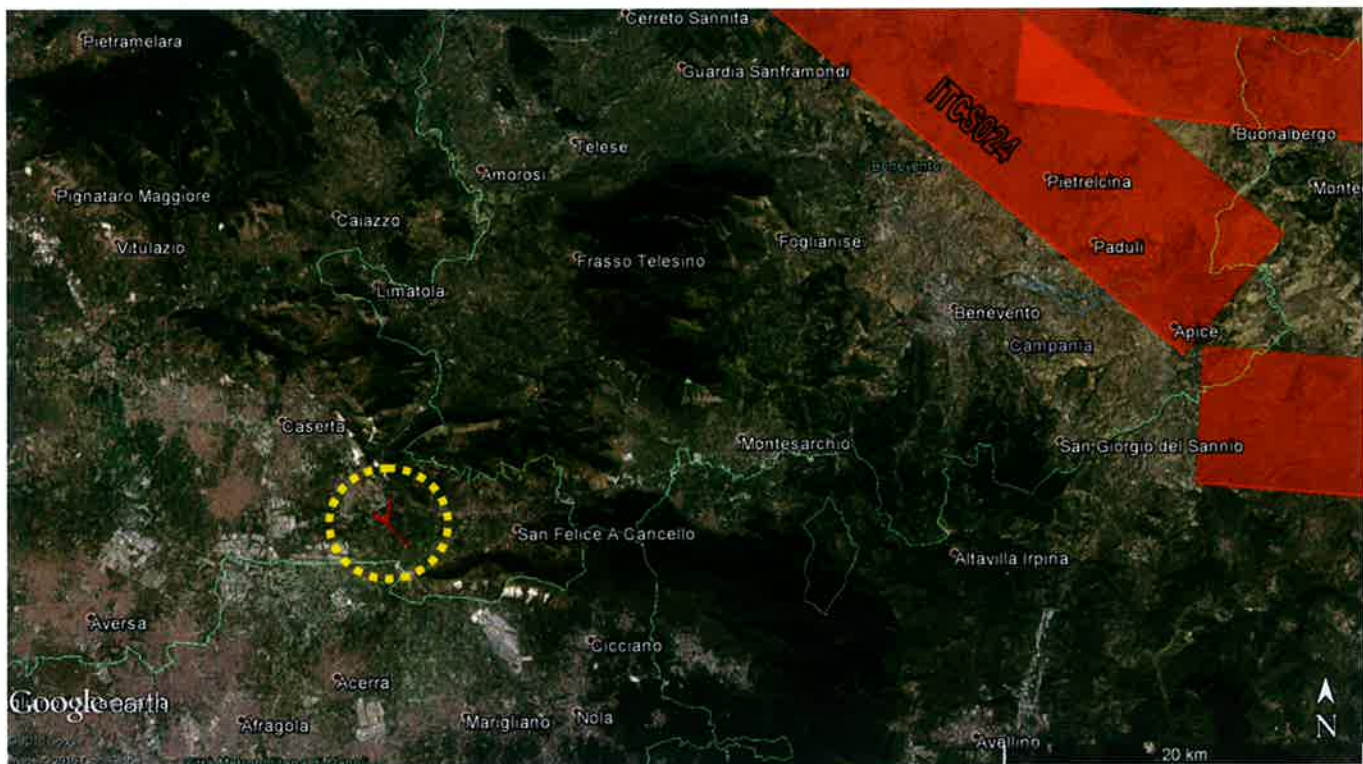 Cerreto Sannita
Pietramelara
Guardia Sanframondi
ITCS024
Buonalbergo
Telese
Benevento
Amorosi
Pietrelcina
Pignataro Maggiore
Caiazzo
Vitulazio
Foglianise
Paduli
Frasso Telesino
Limatola
Benevento
Apice
Campania
Caserta
Montesarchio
San Giorgio del Sannio
San Felice A Cancello
Altavilla Irpina
Aversa
Cicciano
Acerra
Google earth
Afragola
Marigliano
Nola
N
Avellino
20 km